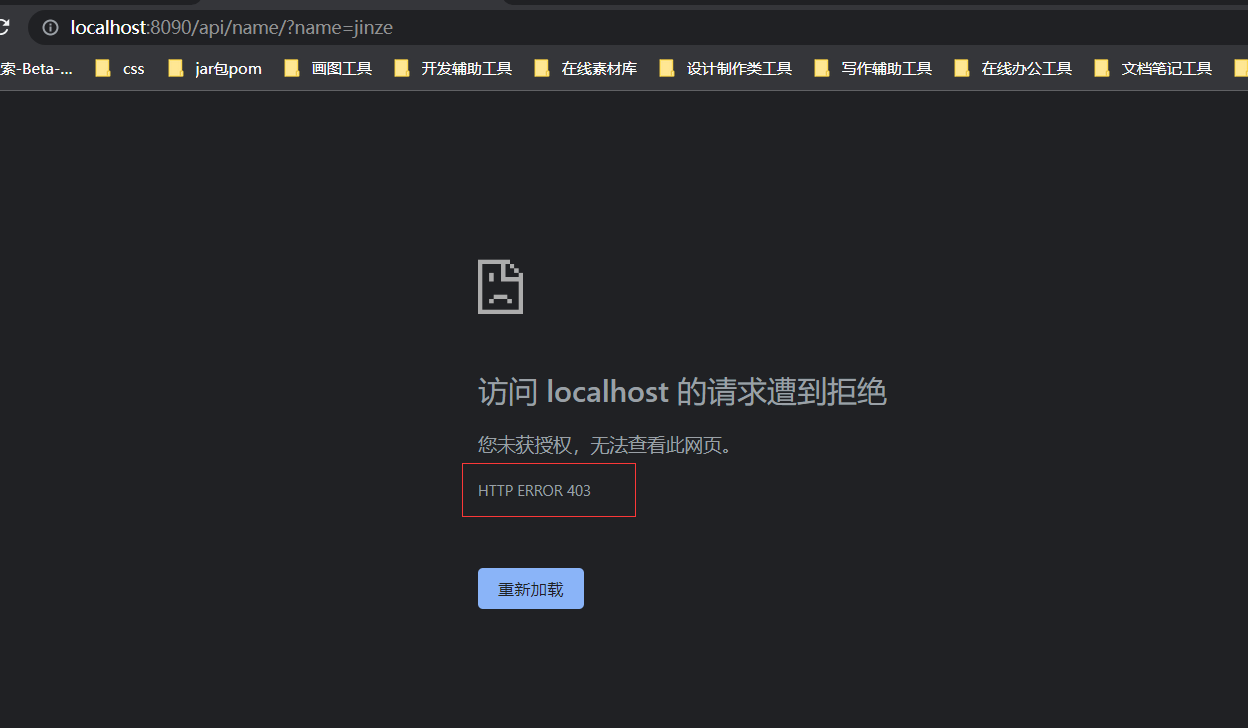 localhost:8090/api/name/?name=jinze
索-Beta-... css jar包pom 画图工具 开发辅助工具 在线素材库 设计制作类工具 写作辅助工具 在线办公工具 文档笔记工具
访问 localhost 的请求遭到拒绝
您未获授权，无法查看此网页。
HTTP ERROR 403
重新加载